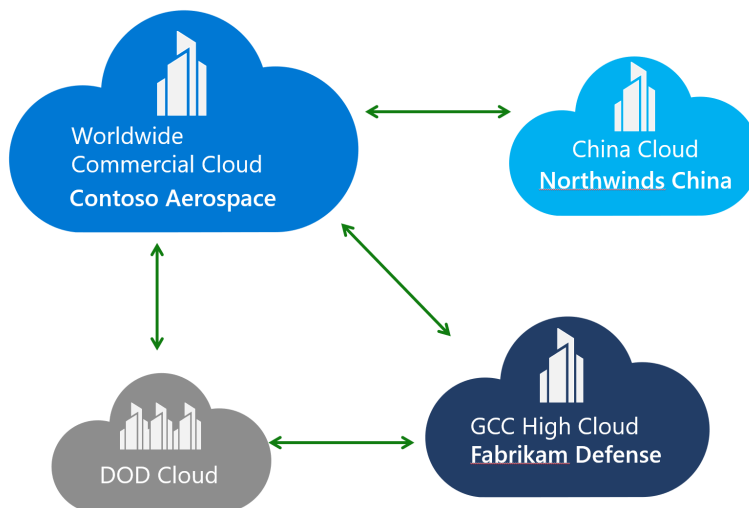 Worldwide
Commercial Cloud
Contoso Aerospace
China Cloud
Northwinds China
GCC High Cloud
Fabrikam Defense
DOD Cloud